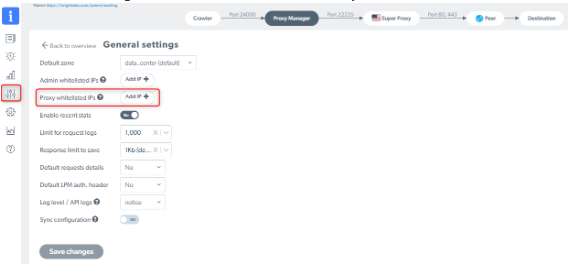 Crawler
Port 24000
Proxy Manager
Port 22225
Super Proxy
Port 80, 443
Peer
Destination
Back to overview General settings
Default zone data_center (default)
Admin whitelisted IPs Add IP +
Proxy whitelisted IPs Add IP +
Enable recent stats On
Limit for request logs 1,000 X
Response limit to save 1Kb (de... X
Default requests details No
Default LPM auth. header No
Log level / API logs notice
Sync configuration Off
Save changes